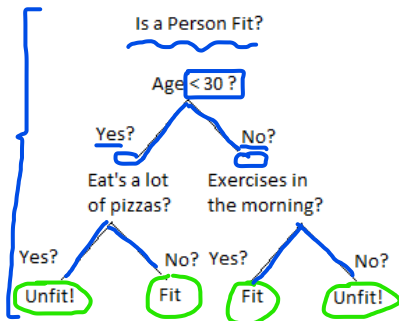 Is a Person Fit?
Age < 30 ?
Yes?
No?
Eat's a lot
of pizzas?
Exercises in
the morning?
Yes?
No?
Yes?
No?
Unfit!
Fit
Fit
Unfit!